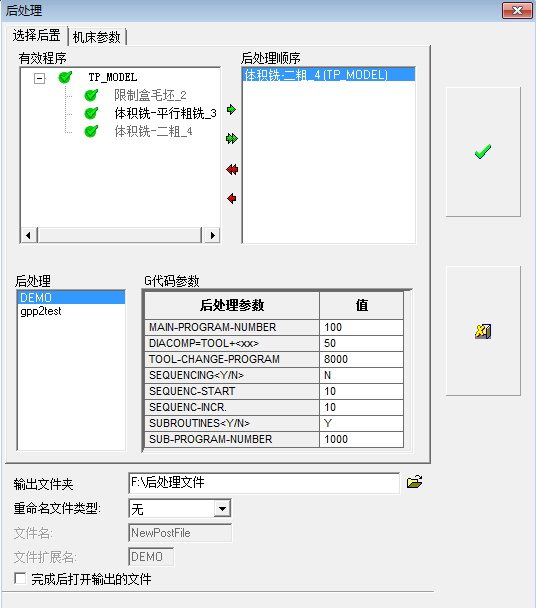 后处理
选择后置 机床参数
有效程序
TP_MODEL
限制盒毛坯_2
体积铣-平行粗铣_3
体积铣-二粗_4
后处理顺序
体积铣-二粗_4 (TP_MODEL)
后处理
DEMO
gpp2test
G代码参数
后处理参数 值
MAIN-PROGRAM-NUMBER 100
DIACOMP=TOOL+<xx> 50
TOOL-CHANGE-PROGRAM 8000
SEQUENCING<Y/N> N
SEQUENC-START 10
SEQUENC-INCR. 10
SUBROUTINES<Y/N> Y
SUB-PROGRAM-NUMBER 1000
输出文件夹 F:\后处理文件
重命名文件类型: 无
文件名: NewPostFile
文件扩展名: DEMO
完成后打开输出的文件